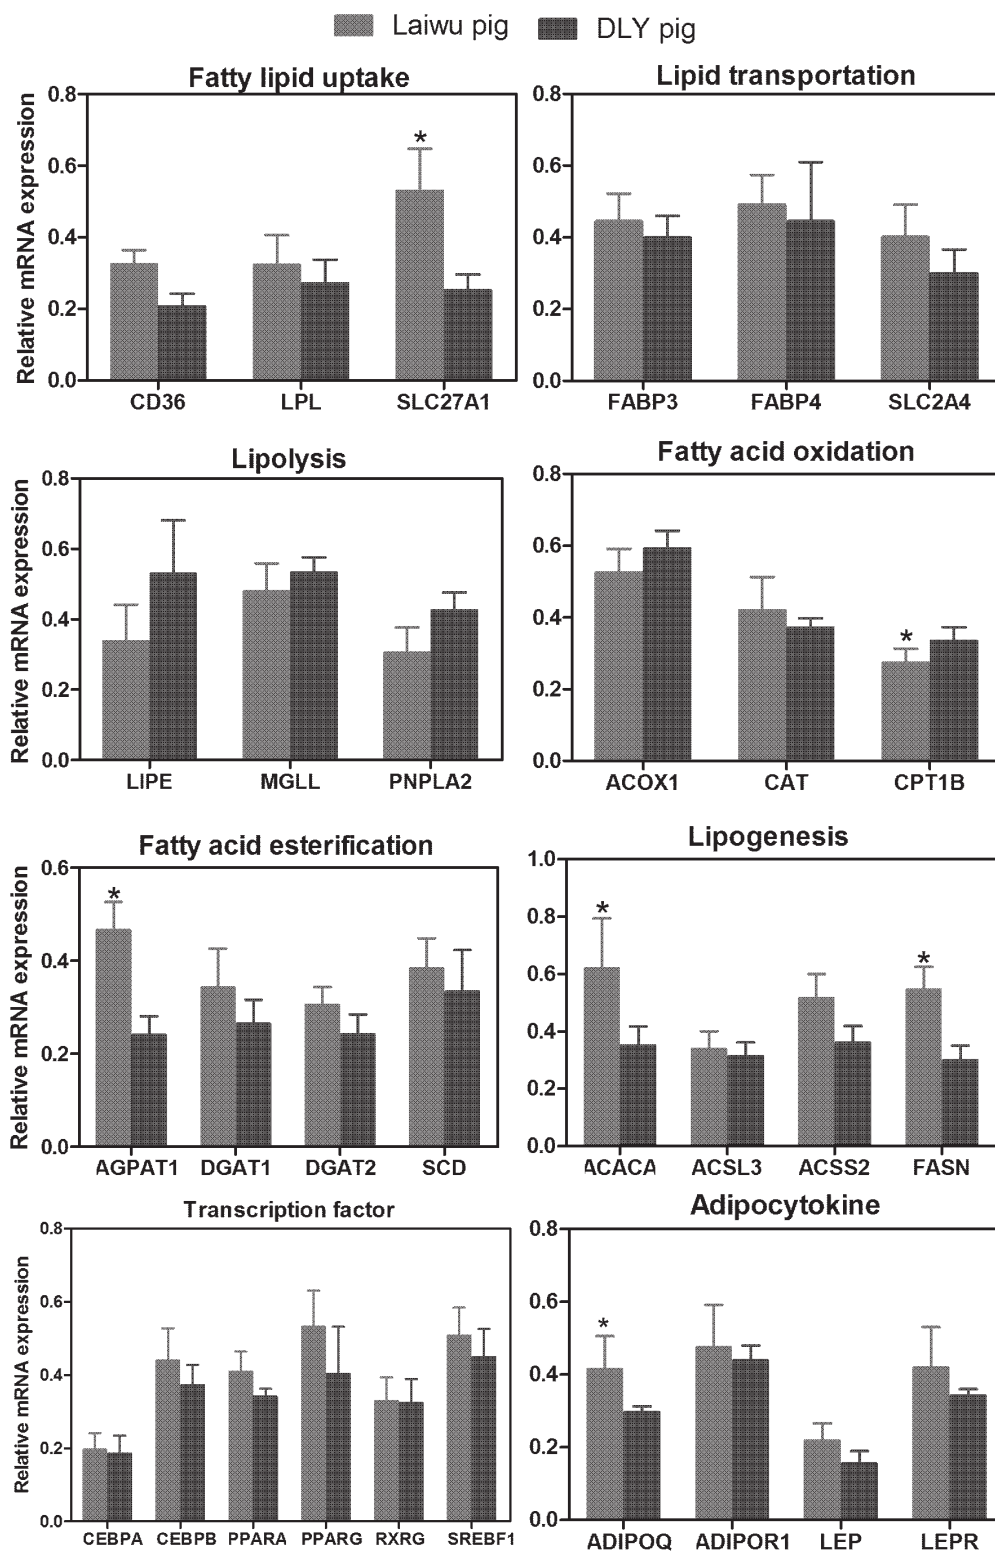 Laiwu pig DLY pig
Fatty lipid uptake
Relative mRNA expression
0.8
0.6
0.4
0.2
0.0
*
CD36 LPL SLC27A1
Lipid transportation
0.8
0.6
0.4
0.2
0.0
FABP3 FABP4 SLC2A4
Lipolysis
Relative mRNA expression
0.8
0.6
0.4
0.2
0.0
LIPE MGLL PNPLA2
Fatty acid oxidation
0.8
0.6
0.4
0.2
0.0
*
ACOX1 CAT CPT1B
Fatty acid esterification
Relative mRNA expression
0.6
0.4
0.2
0.0
*
AGPAT1 DGAT1 DGAT2 SCD
Lipogenesis
1.0
0.8
0.6
0.4
0.2
0.0
* *
ACACA ACSL3 ACSS2 FASN
Transcription factor
Relative mRNA expression
0.8
0.6
0.4
0.2
0.0
CEBPA CEBPB PPARA PPARG RXRG SREBF1
Adipocytokine
0.8
0.6
0.4
0.2
0.0
*
ADIPOQ ADIPOR1 LEP LEPR